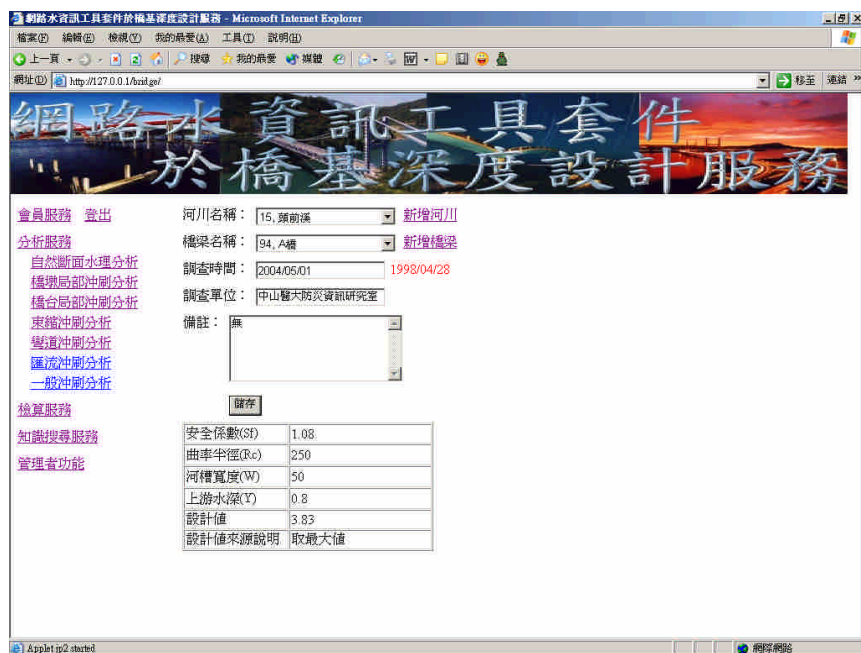 網路水資訊工具套件於橋基深度設計服務 - Microsoft Internet Explorer
檔案(F) 編輯(E) 檢視(V) 我的最愛(A) 工具(T) 說明(H)
上一頁 搜尋 我的最愛 媒體
網址(D) http://127.0.0.1/bridge/ 移至 連結 »
網路水資訊工具套件
於橋基深度設計服務
會員服務 登出
分析服務
自然斷面水理分析
橋墩局部沖刷分析
橋台局部沖刷分析
束縮沖刷分析
彎道沖刷分析
匯流沖刷分析
一般沖刷分析
檢算服務
知識搜尋服務
管理者功能
河川名稱： 15, 頭前溪 新增河川
橋梁名稱： 94, A橋 新增橋梁
調查時間： 2004/05/01 1998/04/28
調查單位： 中山醫大防災資訊研究室
備註： 無
儲存
安全係數(Sf) 1.08
曲率半徑(Rc) 250
河槽寬度(W) 50
上游水深(Y) 0.8
設計值 3.83
設計值來源說明 取最大值
Applet jp2 started 網際網路